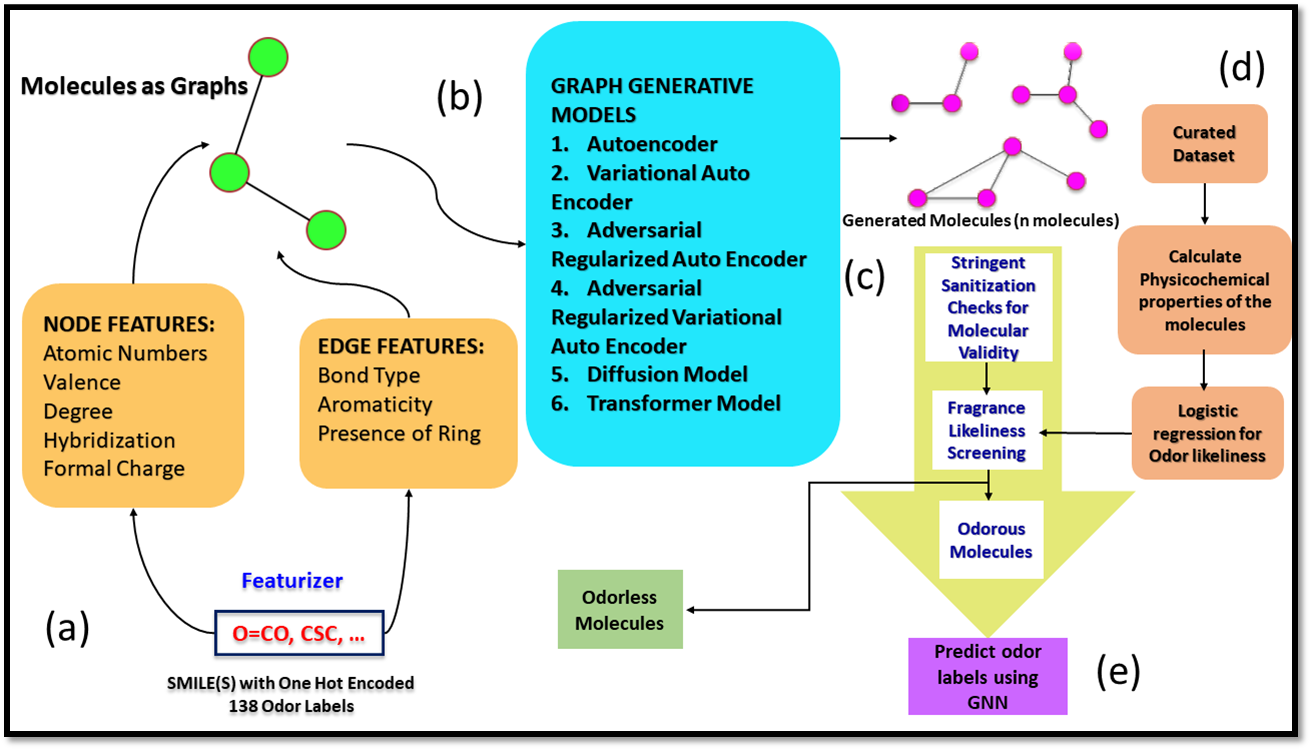 Molecules as Graphs
(b)
NODE FEATURES:
Atomic Numbers
Valence
Degree
Hybridization
Formal Charge
EDGE FEATURES:
Bond Type
Aromaticity
Presence of Ring
(a)
Featurizer
O=CO, CSC, ...
SMILE(S) with One Hot Encoded
138 Odor Labels
GRAPH GENERATIVE
MODELS
1. Autoencoder
2. Variational Auto
Encoder
3. Adversarial
Regularized Auto Encoder
4. Adversarial
Regularized Variational
Auto Encoder
5. Diffusion Model
6. Transformer Model
Generated Molecules (n molecules)
(c)
Stringent
Sanitization
Checks for
Molecular
Validity
Fragrance
Likeliness
Screening
Odorous
Molecules
Odorless
Molecules
(d)
Curated
Dataset
Calculate
Physicochemical
properties of the
molecules
Logistic
regression for
Odor likeliness
Predict odor
labels using
GNN
(e)